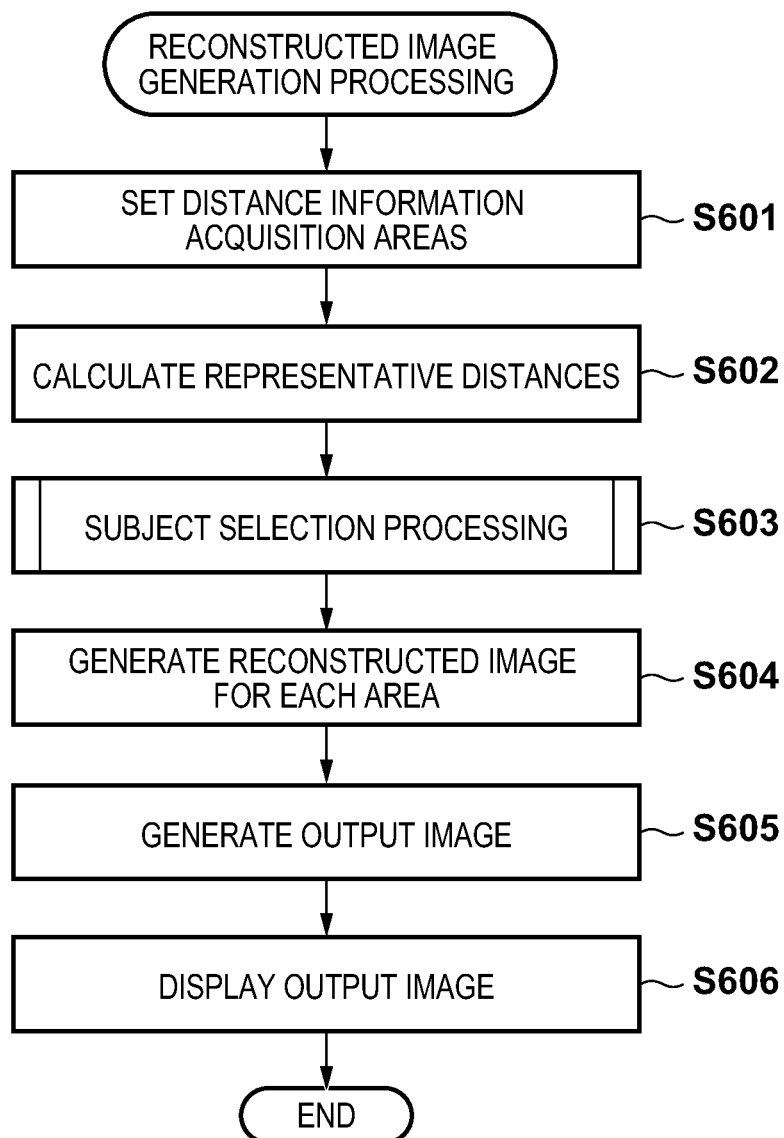 RECONSTRUCTED IMAGE
GENERATION PROCESSING
SET DISTANCE INFORMATION
ACQUISITION AREAS
S601
CALCULATE REPRESENTATIVE DISTANCES
S602
SUBJECT SELECTION PROCESSING
S603
GENERATE RECONSTRUCTED IMAGE
FOR EACH AREA
S604
GENERATE OUTPUT IMAGE
S605
DISPLAY OUTPUT IMAGE
S606
END